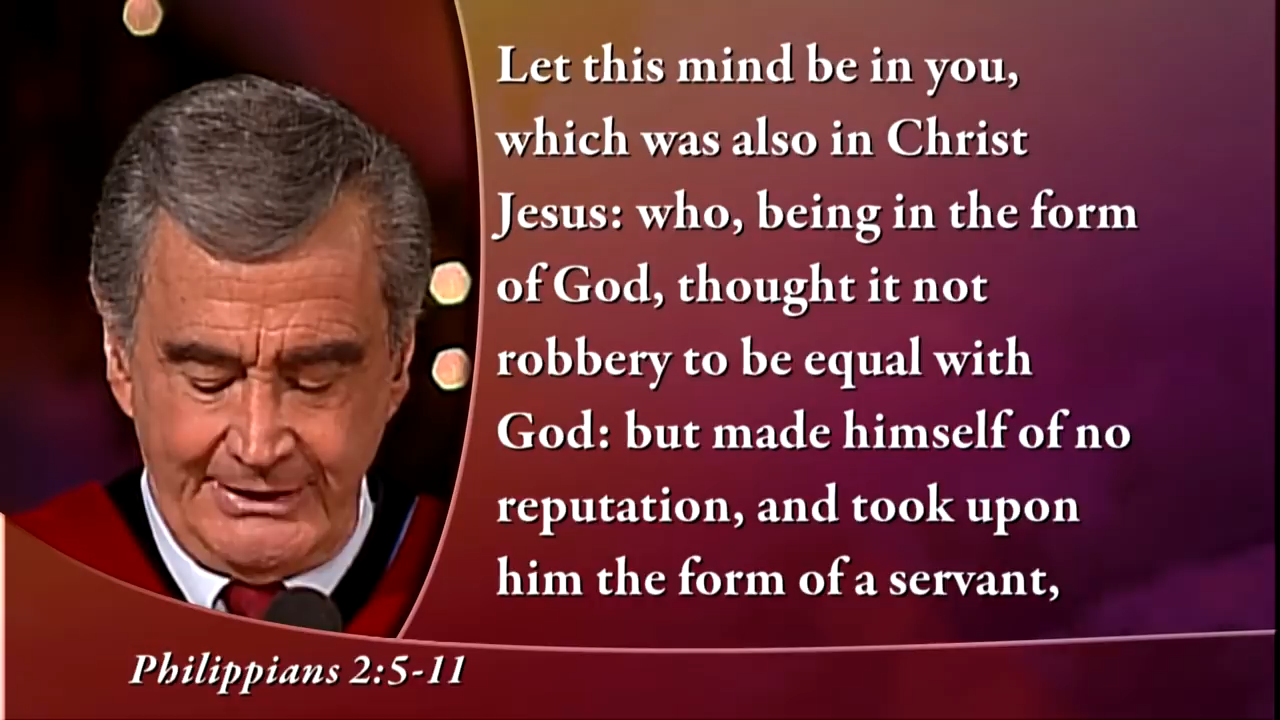 Let this mind be in you,
which was also in Christ
Jesus: who, being in the form
of God, thought it not
robbery to be equal with
God: but made himself of no
reputation, and took upon
him the form of a servant,
Philippians 2:5-11